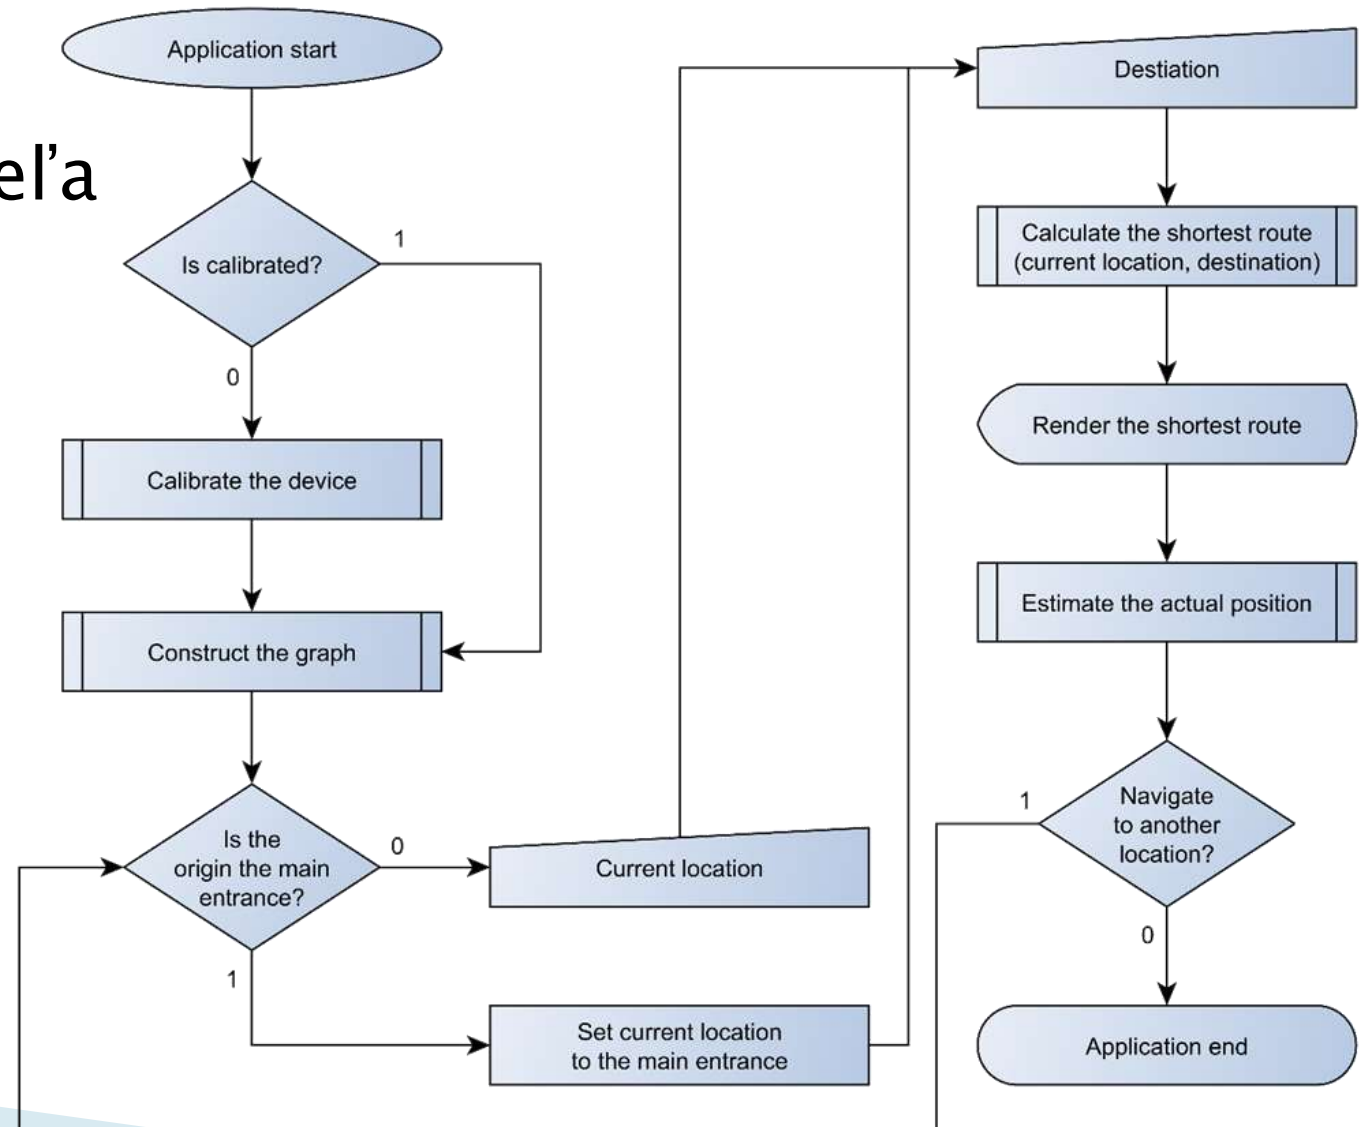 Application start
eľa
Is calibrated?
1
0
Calibrate the device
Construct the graph
Is the
origin the main
entrance?
0
1
Current location
Set current location
to the main entrance
Destiation
Calculate the shortest route
(current location, destination)
Render the shortest route
Estimate the actual position
Navigate
to another
location?
1
0
Application end